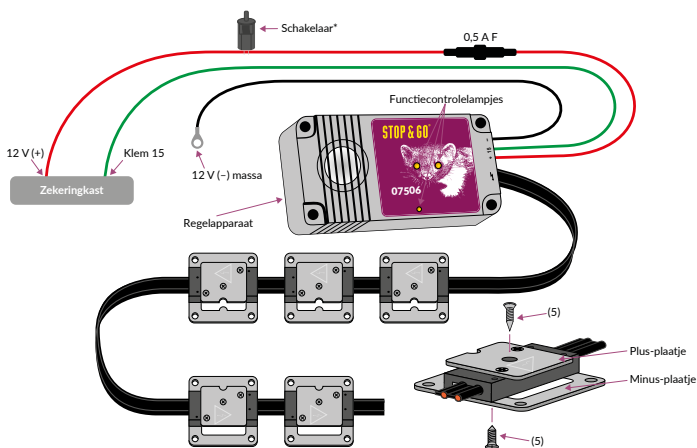 Schakelaar*
0,5 A F
Functiecontrolelampjes
12 V (+)
Klem 15
12 V (–) massa
Zekeringkast
STOP & GO
07506
- + 15
Regelapparaat
(5)
Plus-plaatje
Minus-plaatje
(5)